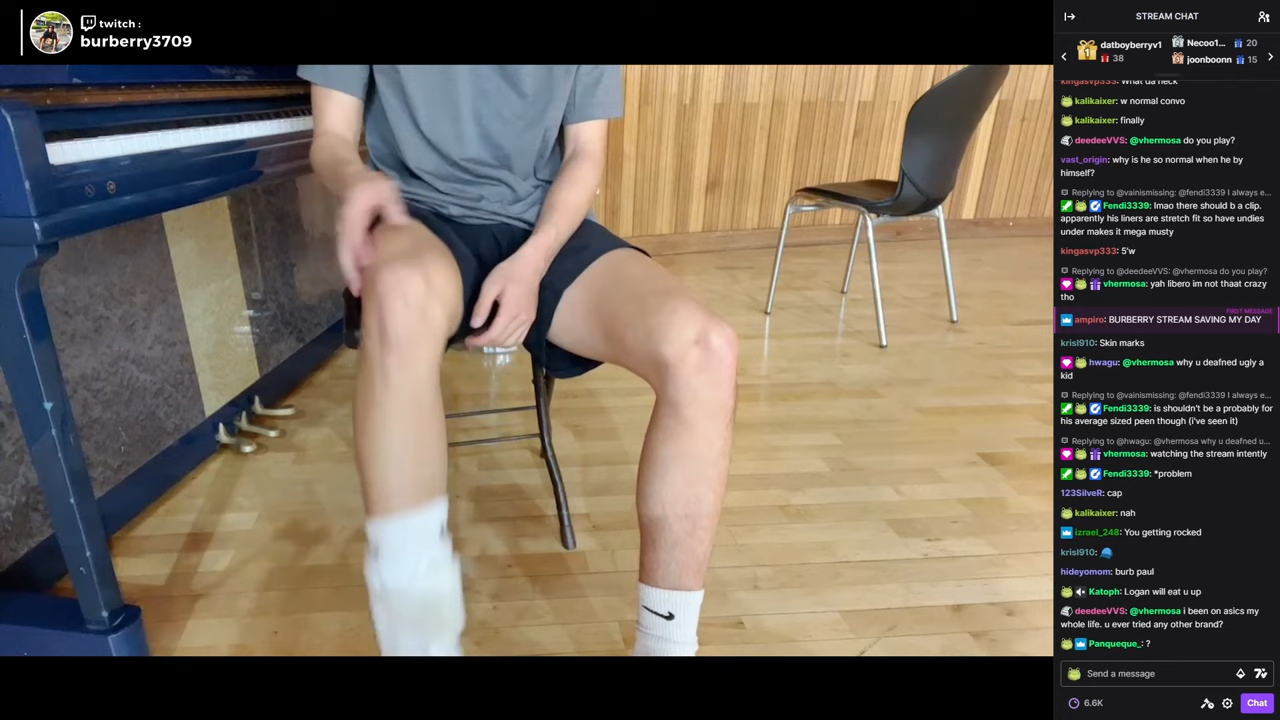 twitch :
burberry3709
STREAM CHAT
datboyberryv1
38
Necoo1... 20
joonboonn 15
kingasvp333: what da heck
kalikaixer: w normal convo
kalikaixer: finally
deedeeVVS: @vhermosa do you play?
vast_origin: why is he so normal when he by
himself?
Replying to @vainismissing: @fendi3339 I always e...
Fendi3339: lmao there should b a clip.
apparently his liners are stretch fit so have undies
under makes it mega musty
kingasvp333: 5'w
Replying to @deedeeVVS: @vhermosa do you play?
vhermosa: yah libero im not thaat crazy
tho
FIRST MESSAGE
ampiro: BURBERRY STREAM SAVING MY DAY
krisl910: Skin marks
hwagu: @vhermosa why u deafned ugly a
kid
Replying to @vainismissing: @fendi3339 I always e...
Fendi3339: is shouldn't be a probably for
his average sized peen though (i've seen it)
Replying to @hwagu: @vhermosa why u deafned u...
vhermosa: watching the stream intently
Fendi3339: *problem
123SilveR: cap
kalikaixer: nah
izrael_248: You getting rocked
krisl910:
hideyomom: burb paul
Katoph: Logan will eat u up
deedeeVVS: @vhermosa i been on asics my
whole life. u ever tried any other brand?
Panqueque_: ?
Send a message
6.6K
Chat